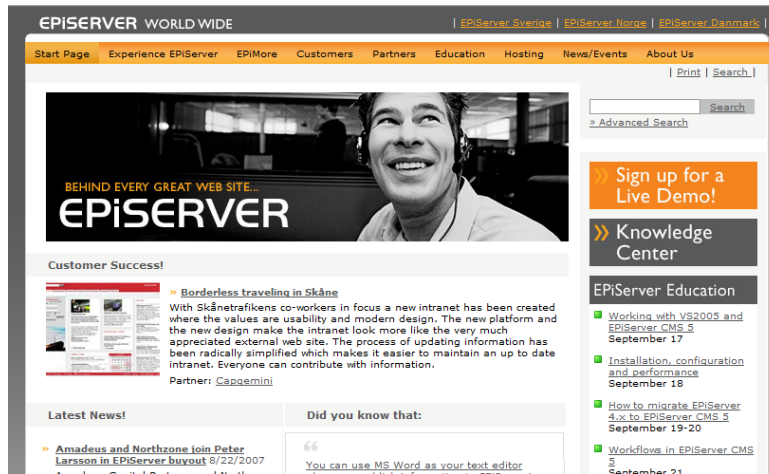 EPiSERVER WORLD WIDE
| EPiServer Sverige | EPiServer Norge | EPiServer Danmark |
Start Page Experience EPiServer EPiMore Customers Partners Education Hosting News/Events About Us
| Print | Search |
Search
» Advanced Search
BEHIND EVERY GREAT WEB SITE...
EPiSERVER
» Sign up for a
Live Demo!
» Knowledge
Center
Customer Success!
» Borderless traveling in Skåne
With Skånetrafikens co-workers in focus a new intranet has been created
where the values are usability and modern design. The new platform and
the new design make the intranet look more like the very much
appreciated external web site. The process of updating information has
been radically simplified which makes it easier to maintain an up to date
intranet. Everyone can contribute with information.
Partner: Capgemini
EPiServer Education
Working with VS2005 and
EPiServer CMS 5
September 17
Installation, configuration
and performance
September 18
How to migrate EPiServer
4.x to EPiServer CMS 5
September 19-20
Workflows in EPiServer CMS
5
September 21
Latest News!
» Amadeus and Northzone join Peter
Larsson in EPiServer buyout 8/22/2007
Did you know that:
You can use MS Word as your text editor